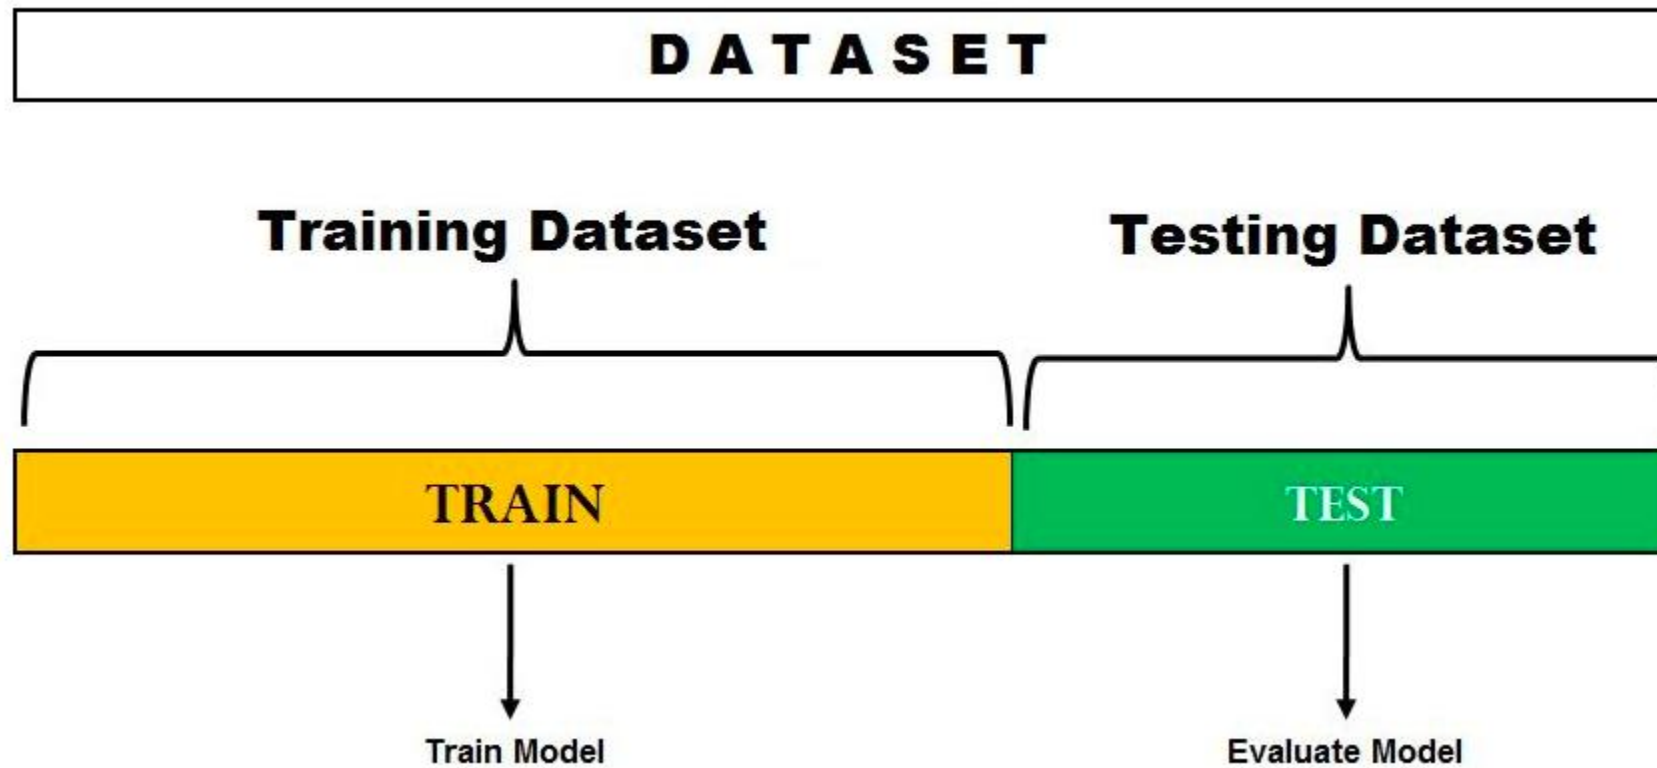 DATASET
Training Dataset
Testing Dataset
TRAIN
TEST
Train Model
Evaluate Model